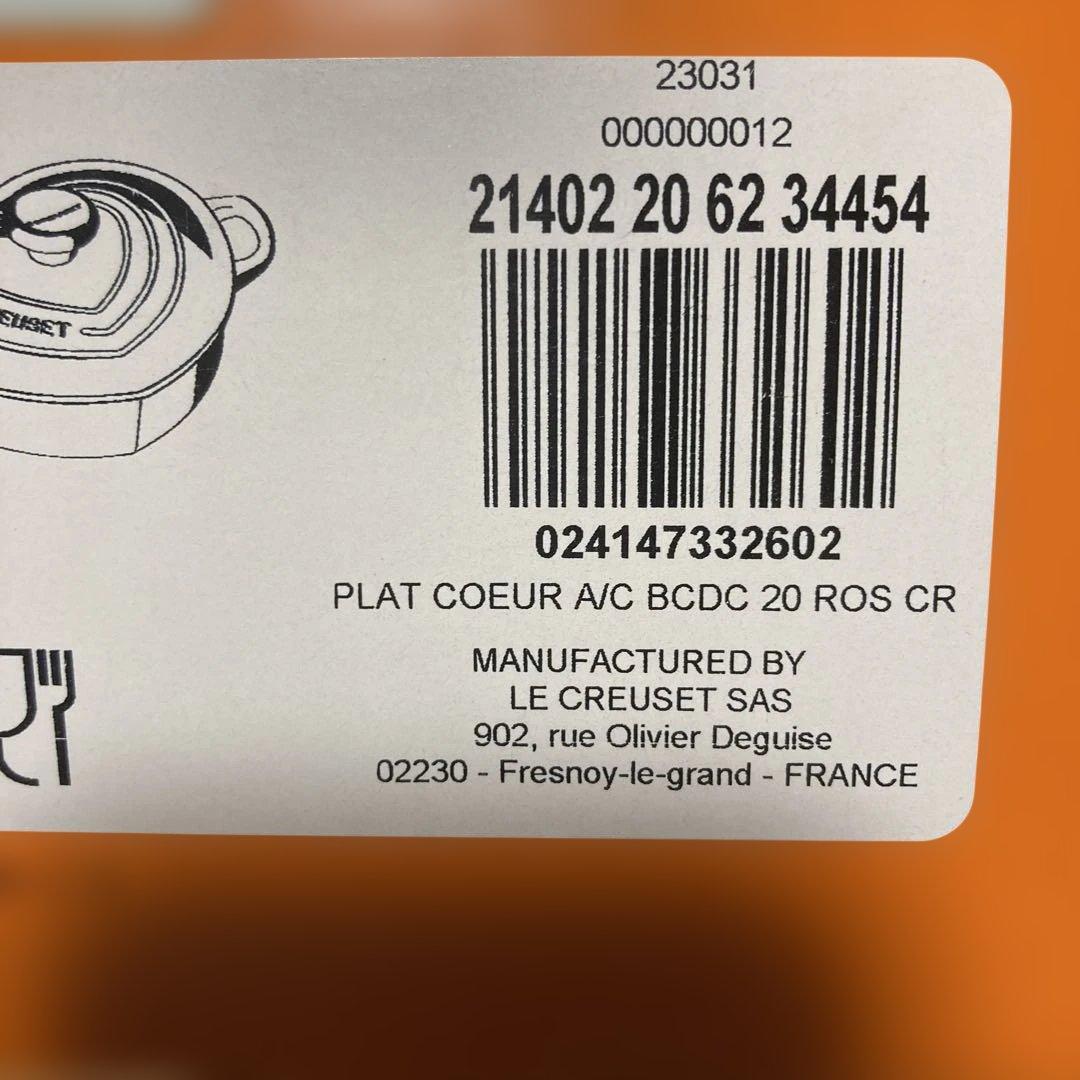 23031
000000012
21402 20 62 34454
EUSET
024147332602
PLAT COEUR A/C BCDC 20 ROS CR
MANUFACTURED BY
LE CREUSET SAS
902, rue Olivier Deguise
02230 - Fresnoy-le-grand - FRANCE